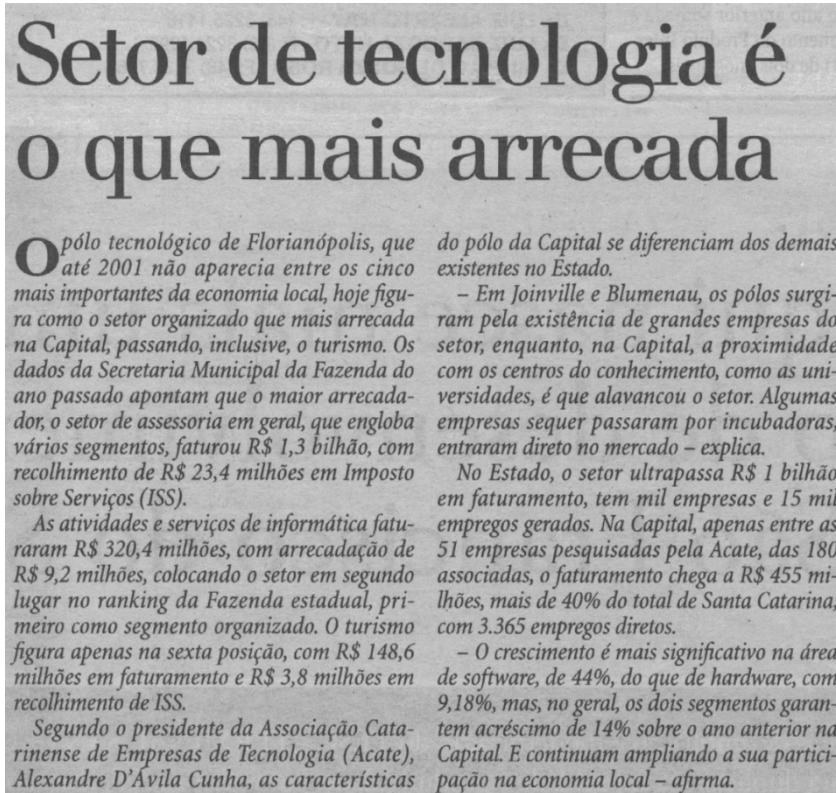 Setor de tecnologia é
o que mais arrecada
O pólo tecnológico de Florianópolis, que
até 2001 não aparecia entre os cinco
mais importantes da economia local, hoje figu-
ra como o setor organizado que mais arrecada
na Capital, passando, inclusive, o turismo. Os
dados da Secretaria Municipal da Fazenda do
ano passado apontam que o maior arrecada-
dor, o setor de assessoria em geral, que engloba
vários segmentos, faturou R$ 1,3 bilhão, com
recolhimento de R$ 23,4 milhões em Imposto
sobre Serviços (ISS).
As atividades e serviços de informática fatu-
raram R$ 320,4 milhões, com arrecadação de
R$ 9,2 milhões, colocando o setor em segundo
lugar no ranking da Fazenda estadual, pri-
meiro como segmento organizado. O turismo
figura apenas na sexta posição, com R$ 148,6
milhões em faturamento e R$ 3,8 milhões em
recolhimento de ISS.
Segundo o presidente da Associação Cata-
rinense de Empresas de Tecnologia (Acate),
Alexandre D'Ávila Cunha, as características
do pólo da Capital se diferenciam dos demais
existentes no Estado.
– Em Joinville e Blumenau, os pólos surgi-
ram pela existência de grandes empresas do
setor, enquanto, na Capital, a proximidade
com os centros do conhecimento, como as uni-
versidades, é que alavancou o setor. Algumas
empresas sequer passaram por incubadoras,
entraram direto no mercado – explica.
No Estado, o setor ultrapassa R$ 1 bilhão
em faturamento, tem mil empresas e 15 mil
empregos gerados. Na Capital, apenas entre as
51 empresas pesquisadas pela Acate, das 180
associadas, o faturamento chega a R$ 455 mi-
lhões, mais de 40% do total de Santa Catarina,
com 3.365 empregos diretos.
– O crescimento é mais significativo na área
de software, de 44%, do que de hardware, com
9,18%, mas, no geral, os dois segmentos garan-
tem acréscimo de 14% sobre o ano anterior na
Capital. E continuam ampliando a sua partici-
pação na economia local – afirma.